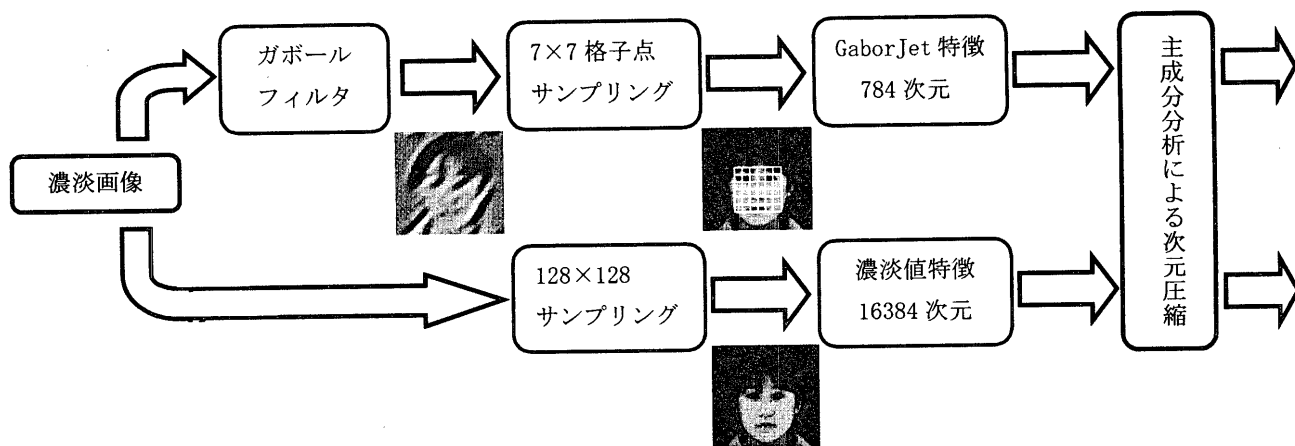 濃淡画像
ガボール
フィルタ
7×7 格子点
サンプリング
GaborJet 特徴
784 次元
128×128
サンプリング
濃淡値特徴
16384 次元
主成分分析による次元圧縮